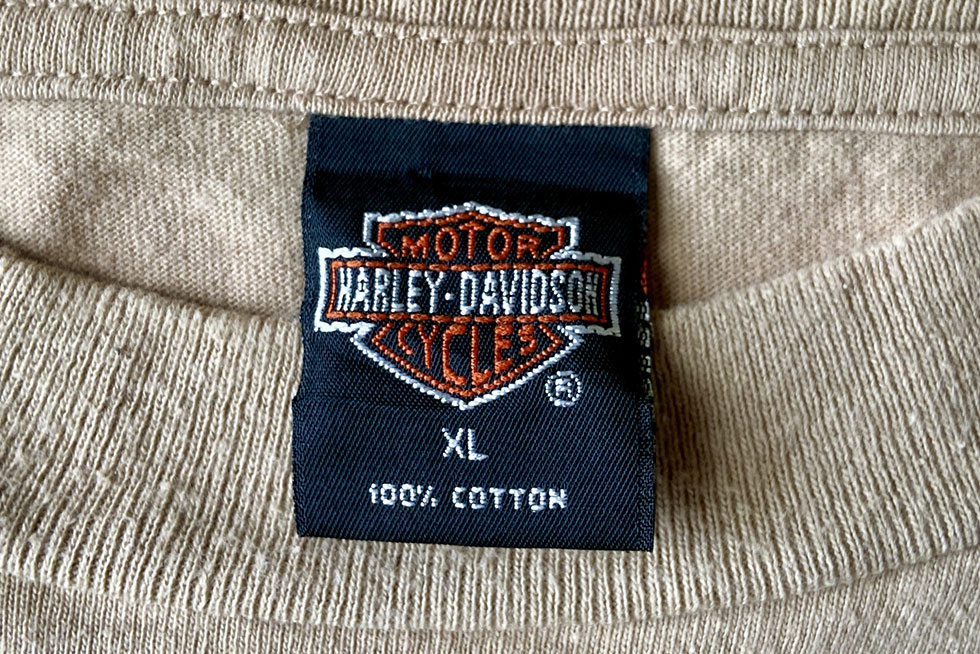 MOTOR
HARLEY-DAVIDSON
CYCLES
®
XL
100% COTTON